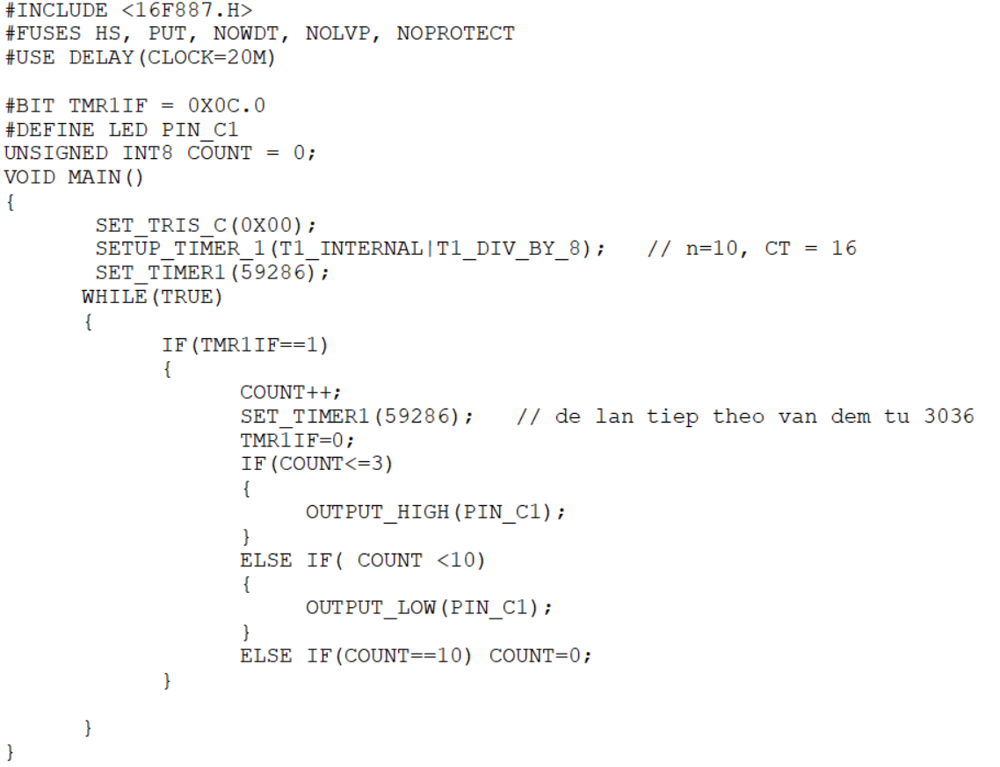 #INCLUDE <16F887.H>
#FUSES HS, PUT, NOWDT, NOLVP, NOPROTECT
#USE DELAY(CLOCK=20M)

#BIT TMR1IF = 0X0C.0
#DEFINE LED PIN_C1
UNSIGNED INT8 COUNT = 0;
VOID MAIN()
{
       SET_TRIS_C(0X00);
       SETUP_TIMER_1(T1_INTERNAL|T1_DIV_BY_8);   // n=10, CT = 16
       SET_TIMER1(59286);
      WHILE(TRUE)
      {
            IF(TMR1IF==1)
            {
                  COUNT++;
                  SET_TIMER1(59286);   // de lan tiep theo van dem tu 3036
                  TMR1IF=0;
                  IF(COUNT<=3)
                  {
                       OUTPUT_HIGH(PIN_C1);
                  }
                  ELSE IF( COUNT <10)
                  {
                       OUTPUT_LOW(PIN_C1);
                  }
                  ELSE IF(COUNT==10) COUNT=0;
            }

      }
}